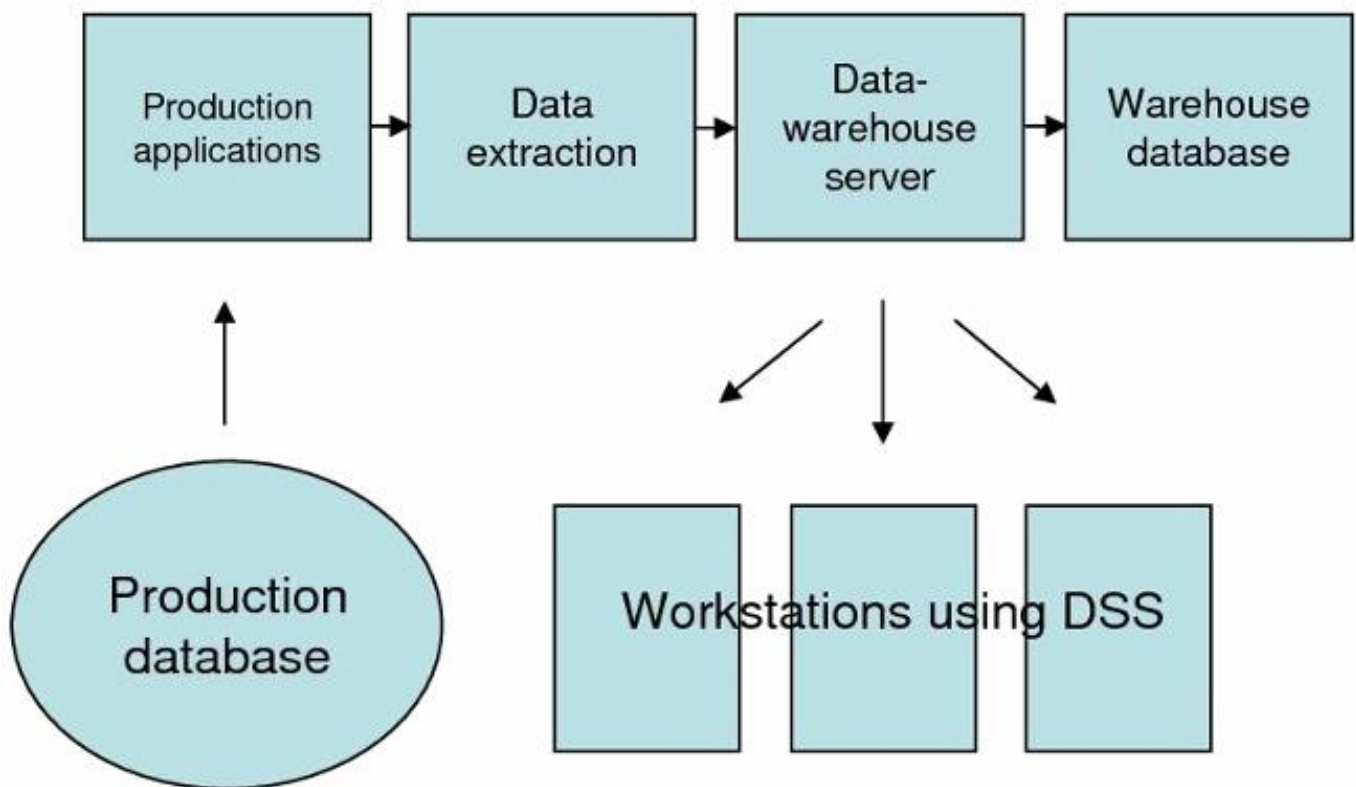 Production
applications
Data
extraction
Data-
warehouse
server
Warehouse
database
Production
database
Workstations using DSS